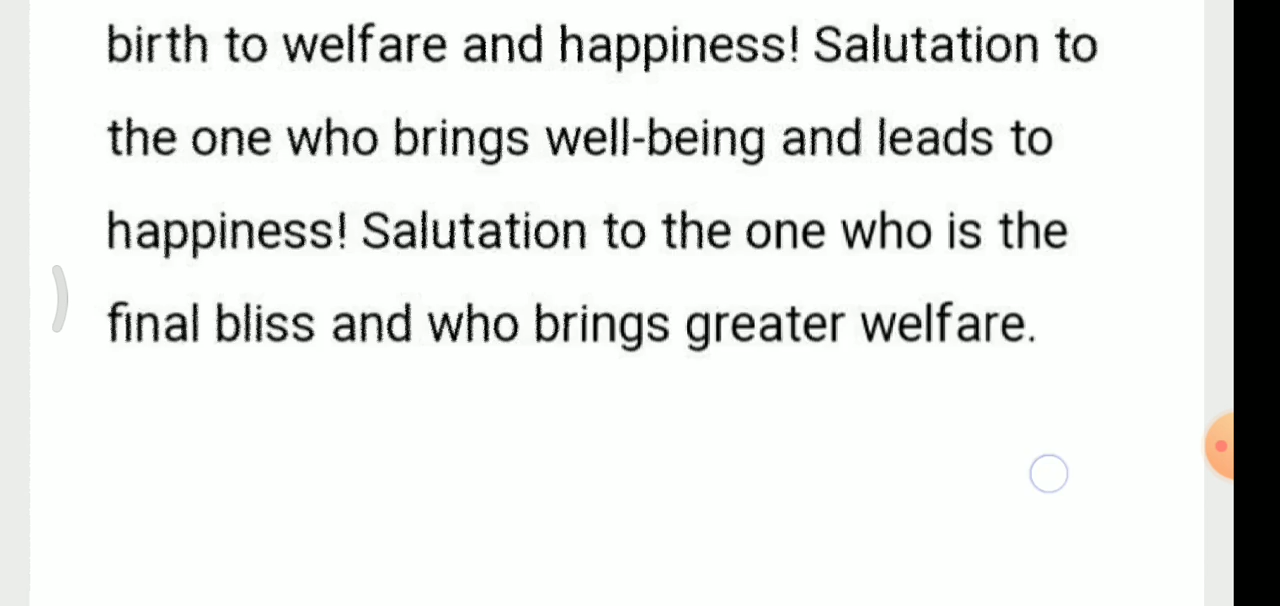 birth to welfare and happiness! Salutation to
the one who brings well-being and leads to
happiness! Salutation to the one who is the
final bliss and who brings greater welfare.